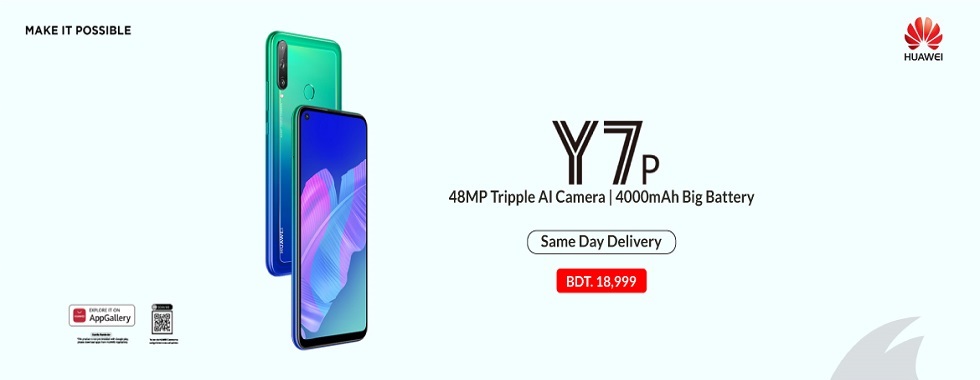 MAKE IT POSSIBLE
HUAWEI
Y7P
48MP Tripple AI Camera | 4000mAh Big Battery
Same Day Delivery
BDT. 18,999
HUAWEI
EXPLORE IT ON
AppGallery